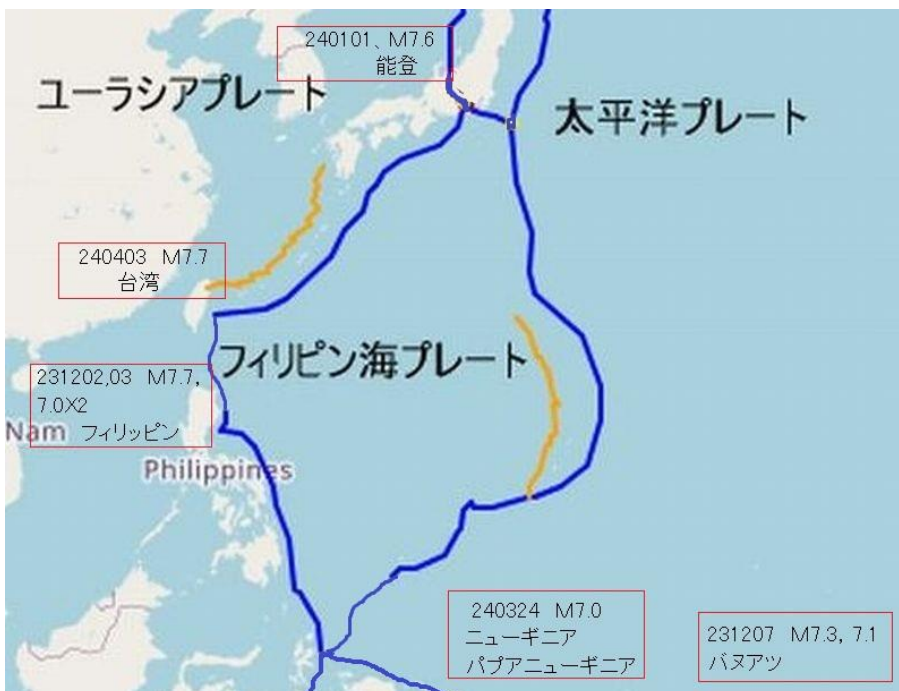 240101、M7.6
能登
ユーラシアプレート
太平洋プレート
240403 M7.7
台湾
フィリピン海プレート
231202,03 M7.7,
7.0X2
Nam フィリッピン
Philippines
240324 M7.0
ニューギニア
パプアニューギニア
231207 M7.3, 7.1
バヌアツ